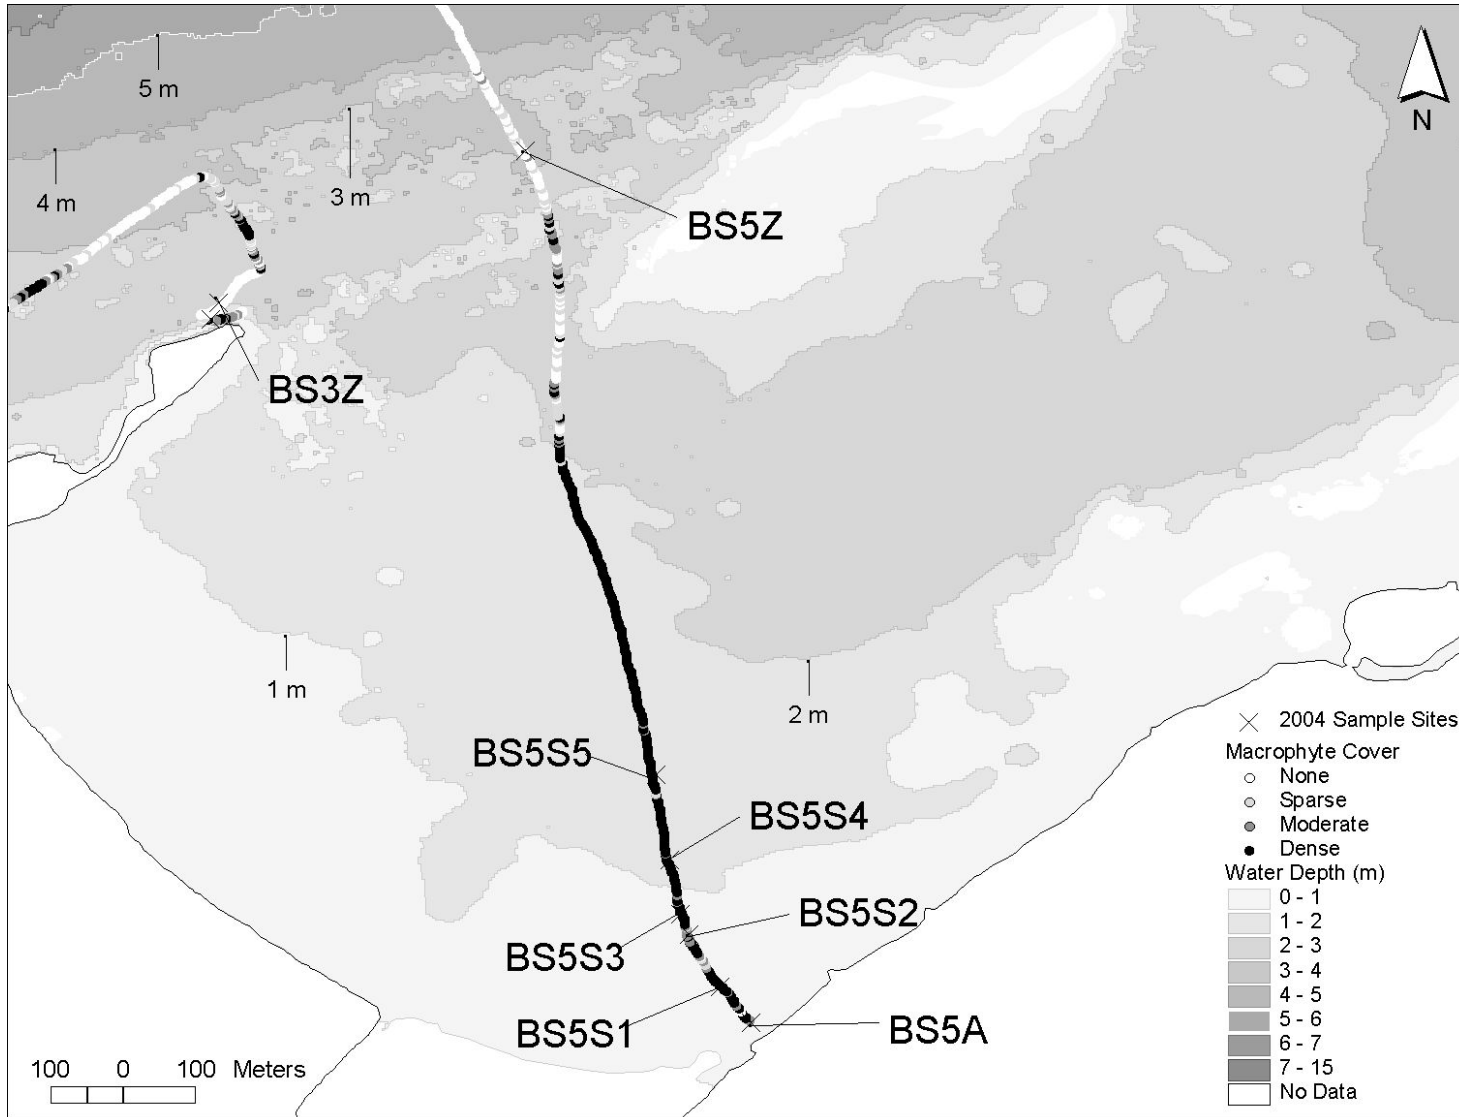 5 m
N
4 m
3 m
BS5Z
BS3Z
1 m
2 m
BS5S5
BS5S4
BS5S2
BS5S3
BS5S1
BS5A
2004 Sample Sites
Macrophyte Cover
None
Sparse
Moderate
Dense
Water Depth (m)
0 - 1
1 - 2
2 - 3
3 - 4
4 - 5
5 - 6
6 - 7
7 - 15
No Data
100 0 100 Meters